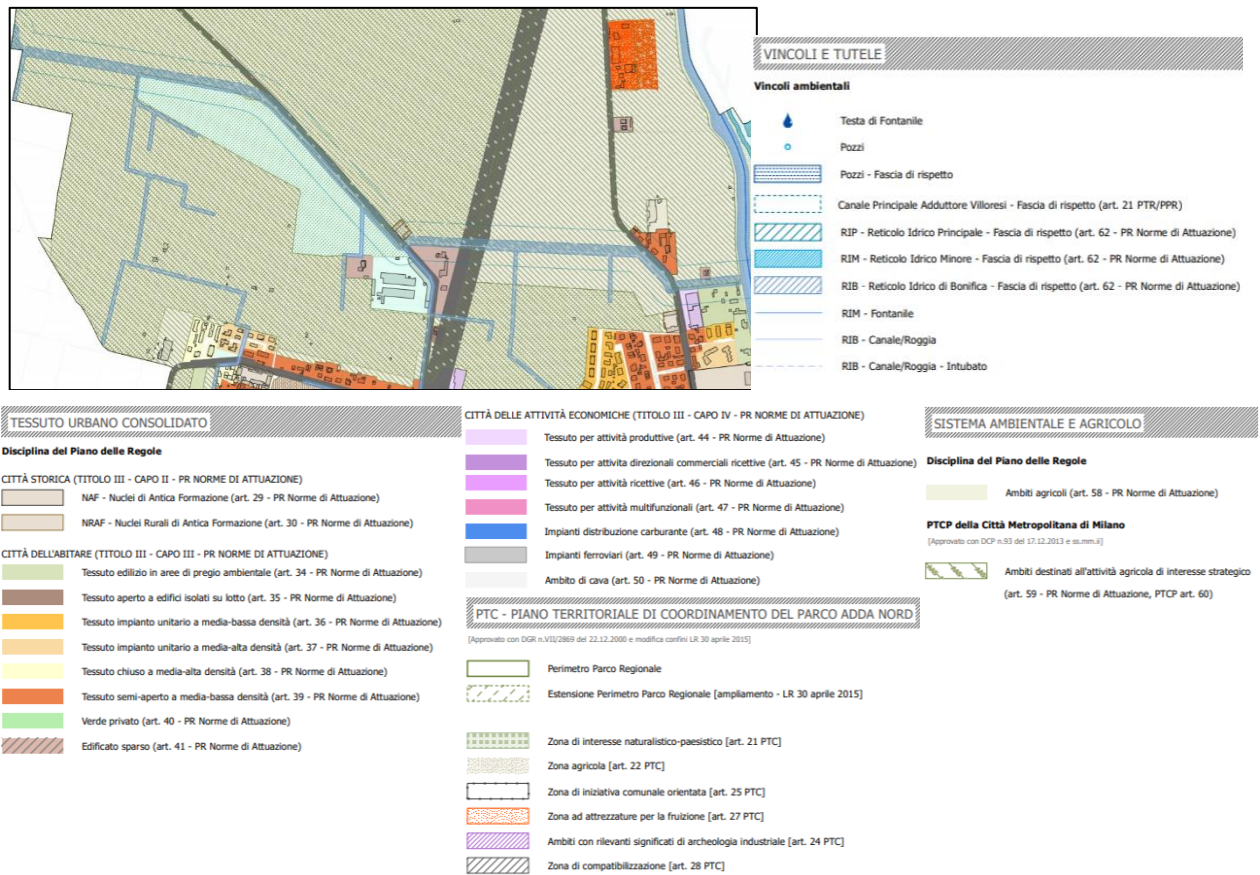 VINCOLI E TUTELE
Vincoli ambientali
Testa di Fontanile
Pozzi
Pozzi - Fascia di rispetto
Canale Principale Adduttore Villoresi - Fascia di rispetto (art. 21 PTR/PPR)
RIP - Reticolo Idrico Principale - Fascia di rispetto (art. 62 - PR Norme di Attuazione)
RIM - Reticolo Idrico Minore - Fascia di rispetto (art. 62 - PR Norme di Attuazione)
RIB - Reticolo Idrico di Bonifica - Fascia di rispetto (art. 62 - PR Norme di Attuazione)
RIM - Fontanile
RIB - Canale/Roggia
RIB - Canale/Roggia - Intubato
TESSUTO URBANO CONSOLIDATO
Disciplina del Piano delle Regole
CITTÀ STORICA (TITOLO III - CAPO II - PR NORME DI ATTUAZIONE)
NAF - Nuclei di Antica Formazione (art. 29 - PR Norme di Attuazione)
NRAF - Nuclei Rurali di Antica Formazione (art. 30 - PR Norme di Attuazione)
CITTÀ DELL'ABITARE (TITOLO III - CAPO III - PR NORME DI ATTUAZIONE)
Tessuto edilizio in aree di pregio ambientale (art. 34 - PR Norme di Attuazione)
Tessuto aperto a edifici isolati su lotto (art. 35 - PR Norme di Attuazione)
Tessuto impianto unitario a media-bassa densità (art. 36 - PR Norme di Attuazione)
Tessuto impianto unitario a media-alta densità (art. 37 - PR Norme di Attuazione)
Tessuto chiuso a media-alta densità (art. 38 - PR Norme di Attuazione)
Tessuto semi-aperto a media-bassa densità (art. 39 - PR Norme di Attuazione)
Verde privato (art. 40 - PR Norme di Attuazione)
Edificato sparso (art. 41 - PR Norme di Attuazione)
CITTÀ DELLE ATTIVITÀ ECONOMICHE (TITOLO III - CAPO IV - PR NORME DI ATTUAZIONE)
Tessuto per attività produttive (art. 44 - PR Norme di Attuazione)
Tessuto per attivita direzionali commerciali ricettive (art. 45 - PR Norme di Attuazione)
Tessuto per attività ricettive (art. 46 - PR Norme di Attuazione)
Tessuto per attività multifunzionali (art. 47 - PR Norme di Attuazione)
Impianti distribuzione carburante (art. 48 - PR Norme di Attuazione)
Impianti ferroviari (art. 49 - PR Norme di Attuazione)
Ambito di cava (art. 50 - PR Norme di Attuazione)
PTC - PIANO TERRITORIALE DI COORDINAMENTO DEL PARCO ADDA NORD
[Approvato con DGR n.VII/2869 del 22.12.2000 e modifica confini LR 30 aprile 2015]
Perimetro Parco Regionale
Estensione Perimetro Parco Regionale [ampliamento - LR 30 aprile 2015]
Zona di interesse naturalistico-paesistico [art. 21 PTC]
Zona agricola [art. 22 PTC]
Zona di iniziativa comunale orientata [art. 25 PTC]
Zona ad attrezzature per la fruizione [art. 27 PTC]
Ambiti con rilevanti significati di archeologia industriale [art. 24 PTC]
Zona di compatibilizzazione [art. 28 PTC]
SISTEMA AMBIENTALE E AGRICOLO
Disciplina del Piano delle Regole
Ambiti agricoli (art. 58 - PR Norme di Attuazione)
PTCP della Città Metropolitana di Milano
[Approvato con DCP n.93 del 17.12.2013 e ss.mm.ii]
Ambiti destinati all'attività agricola di interesse strategico
(art. 59 - PR Norme di Attuazione, PTCP art. 60)